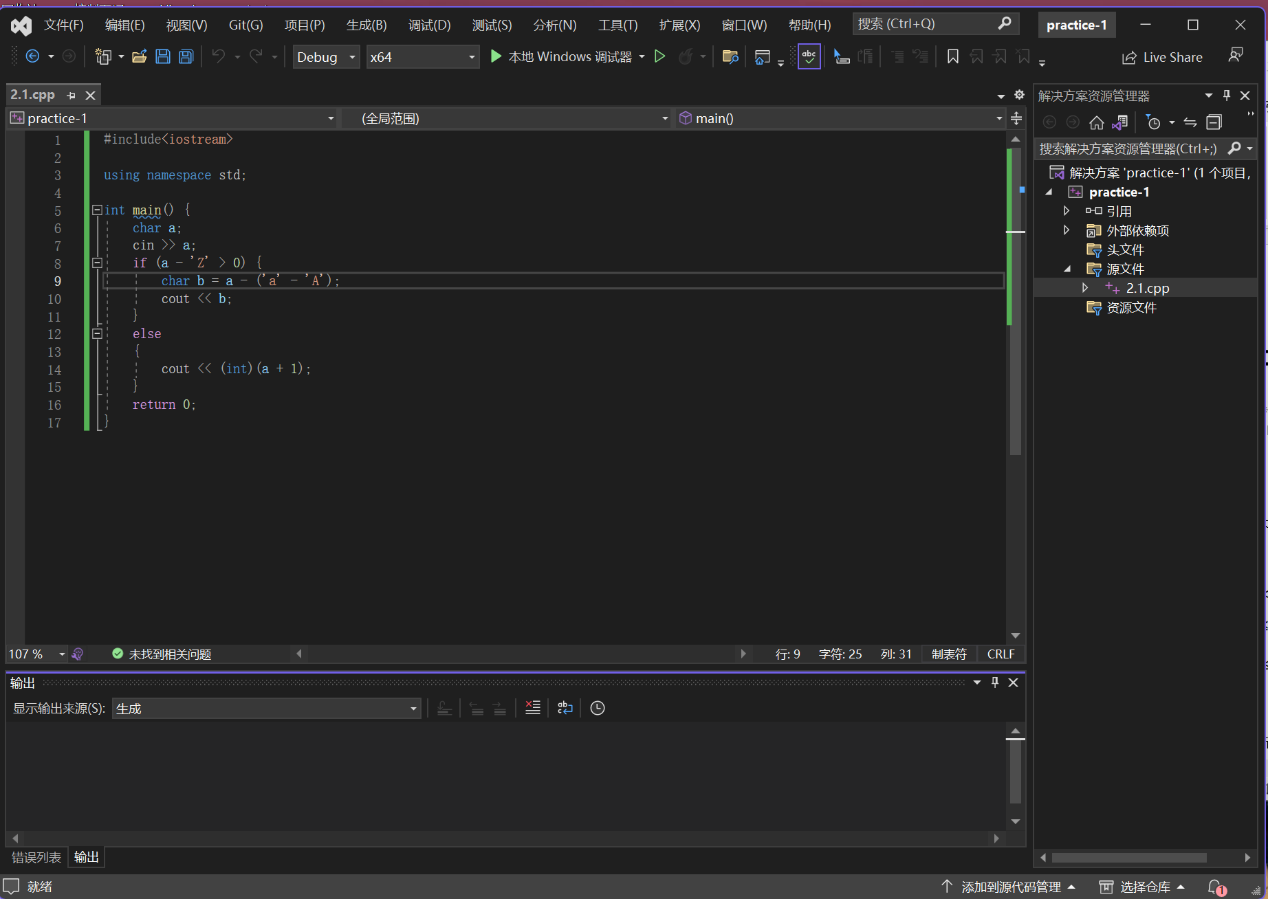 文件(F) 编辑(E) 视图(V) Git(G) 项目(P) 生成(B) 调试(D) 测试(S) 分析(N) 工具(T) 扩展(X) 窗口(W) 帮助(H) 搜索 (Ctrl+Q) practice-1
Debug x64 本地 Windows 调试器 abc Live Share
2.1.cpp
practice-1 (全局范围) main()
1 #include<iostream>
2
3 using namespace std;
4
5 int main() {
6 char a;
7 cin >> a;
8 if (a - 'Z' > 0) {
9 char b = a - ('a' - 'A');
10 cout << b;
11 }
12 else
13 {
14 cout << (int)(a + 1);
15 }
16 return 0;
17 }
107 % 未找到相关问题 行: 9 字符: 25 列: 31 制表符 CRLF
输出
显示输出来源(S): 生成
错误列表 输出
解决方案资源管理器
搜索解决方案资源管理器(Ctrl+;)
解决方案 'practice-1' (1 个项目,
practice-1
引用
外部依赖项
头文件
源文件
2.1.cpp
资源文件
就绪 添加到源代码管理 选择仓库 1